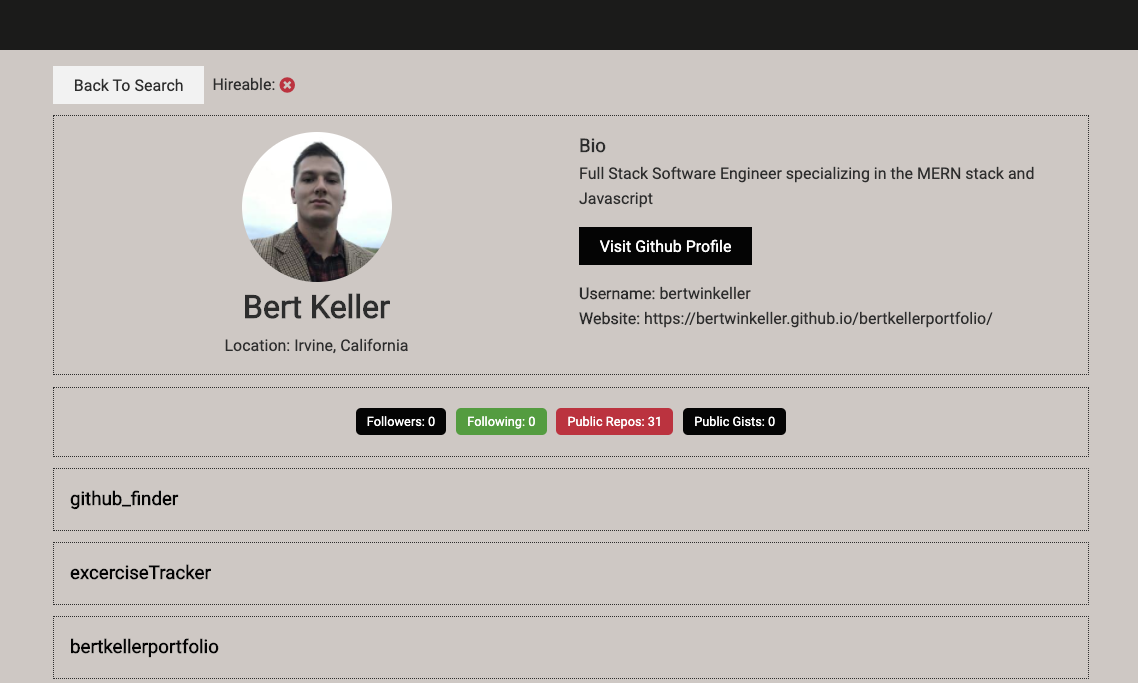 Back To Search Hireable:
Bio
Full Stack Software Engineer specializing in the MERN stack and
Javascript
Visit Github Profile
Bert Keller
Location: Irvine, California
Username: bertwinkeller
Website: https://bertwinkeller.github.io/bertkellerportfolio/
Followers: 0 Following: 0 Public Repos: 31 Public Gists: 0
github_finder
excerciseTracker
bertkellerportfolio